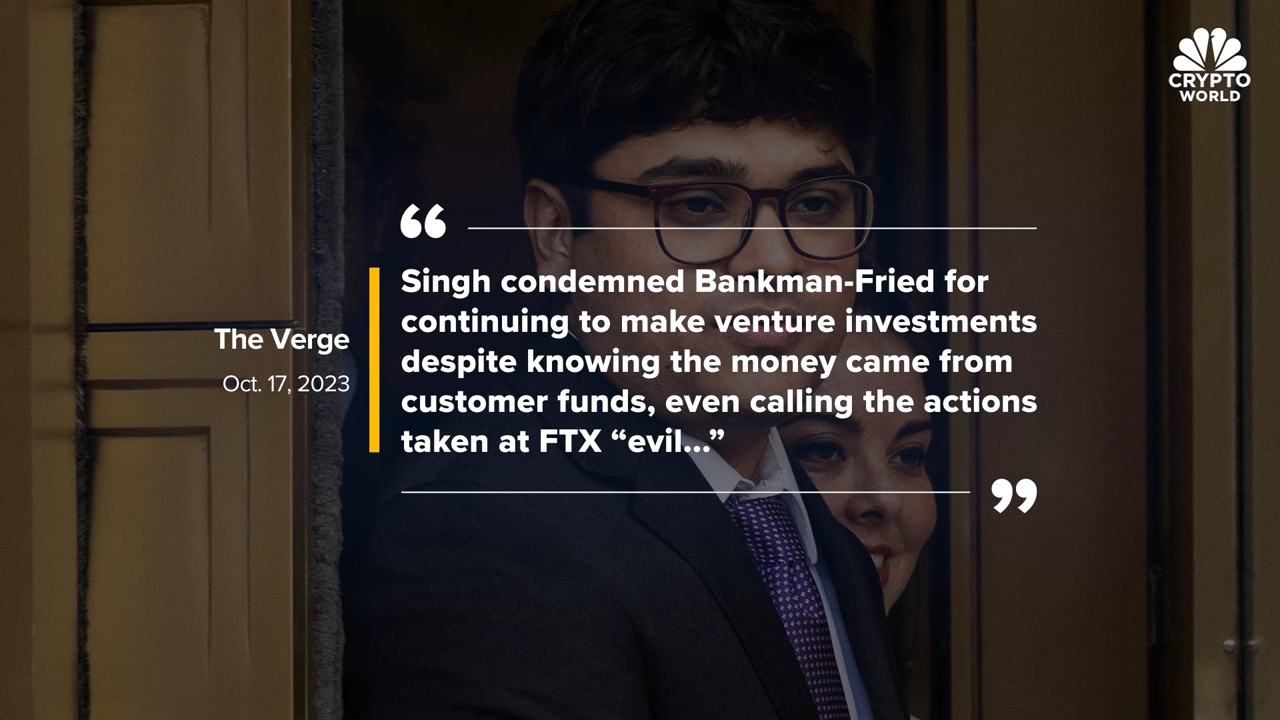 CRYPTO
WORLD
The Verge
Oct. 17, 2023
“
Singh condemned Bankman-Fried for
continuing to make venture investments
despite knowing the money came from
customer funds, even calling the actions
taken at FTX “evil...”
”